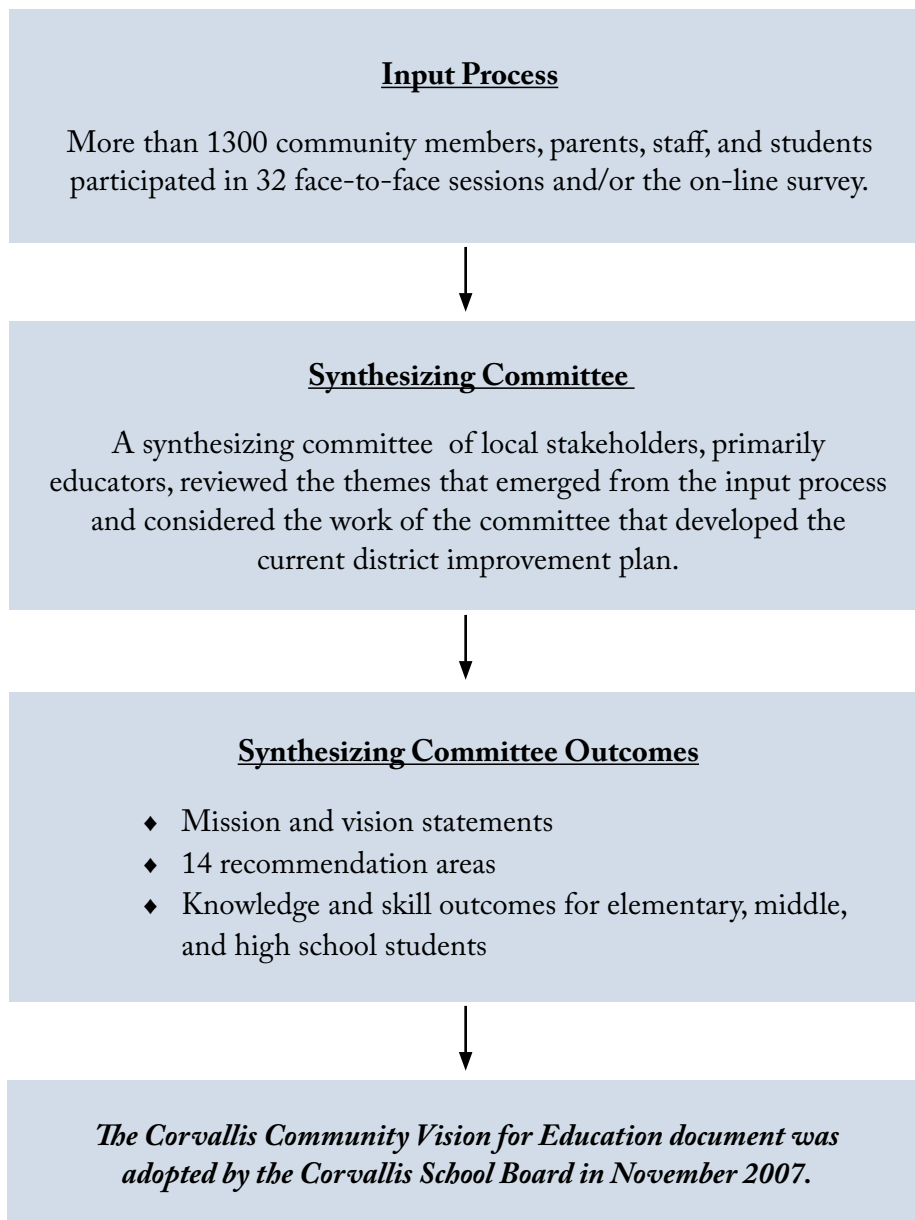 Input Process
More than 1300 community members, parents, staff, and students
participated in 32 face-to-face sessions and/or the on-line survey.
Synthesizing Committee
A synthesizing committee of local stakeholders, primarily
educators, reviewed the themes that emerged from the input process
and considered the work of the committee that developed the
current district improvement plan.
Synthesizing Committee Outcomes
♦ Mission and vision statements
♦ 14 recommendation areas
♦ Knowledge and skill outcomes for elementary, middle,
and high school students
The Corvallis Community Vision for Education document was
adopted by the Corvallis School Board in November 2007.